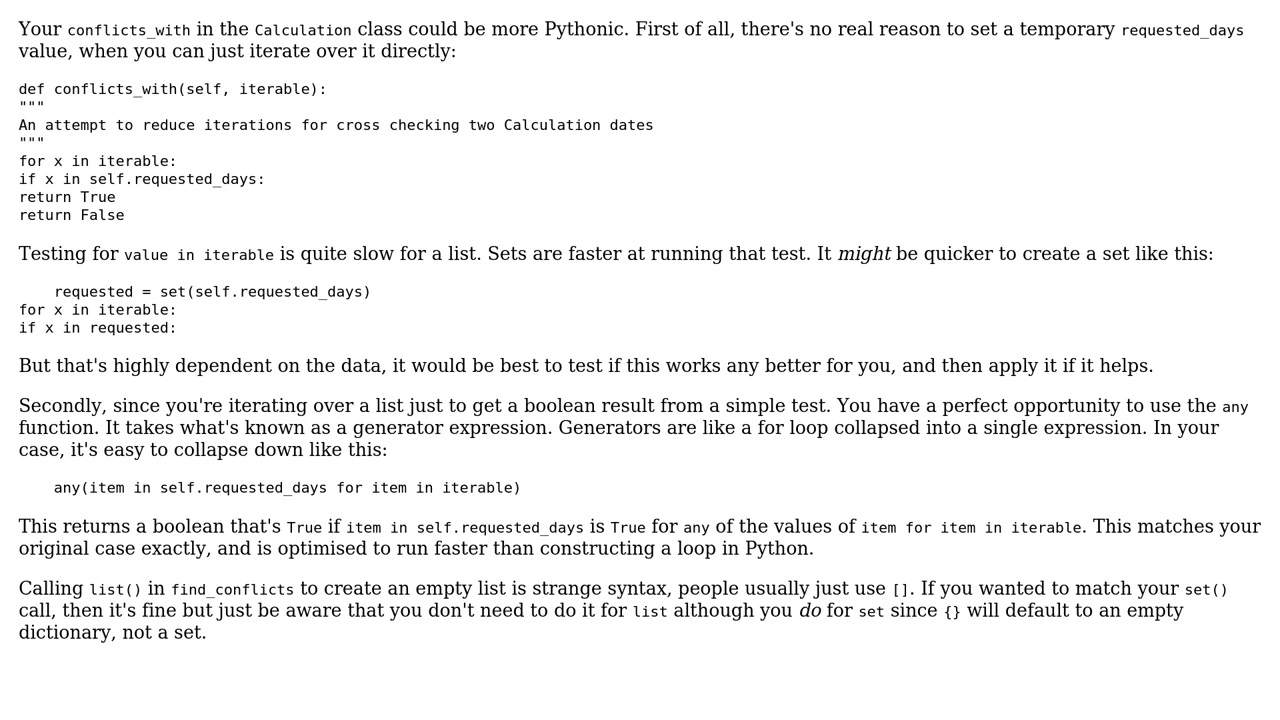 Your conflicts_with in the Calculation class could be more Pythonic. First of all, there's no real reason to set a temporary requested_days
value, when you can just iterate over it directly:
def conflicts_with(self, iterable):
"""
An attempt to reduce iterations for cross checking two Calculation dates
"""
for x in iterable:
if x in self.requested_days:
return True
return False
Testing for value in iterable is quite slow for a list. Sets are faster at running that test. It might be quicker to create a set like this:
    requested = set(self.requested_days)
for x in iterable:
if x in requested:
But that's highly dependent on the data, it would be best to test if this works any better for you, and then apply it if it helps.
Secondly, since you're iterating over a list just to get a boolean result from a simple test. You have a perfect opportunity to use the any
function. It takes what's known as a generator expression. Generators are like a for loop collapsed into a single expression. In your
case, it's easy to collapse down like this:
    any(item in self.requested_days for item in iterable)
This returns a boolean that's True if item in self.requested_days is True for any of the values of item for item in iterable. This matches your
original case exactly, and is optimised to run faster than constructing a loop in Python.
Calling list() in find_conflicts to create an empty list is strange syntax, people usually just use []. If you wanted to match your set()
call, then it's fine but just be aware that you don't need to do it for list although you do for set since {} will default to an empty
dictionary, not a set.